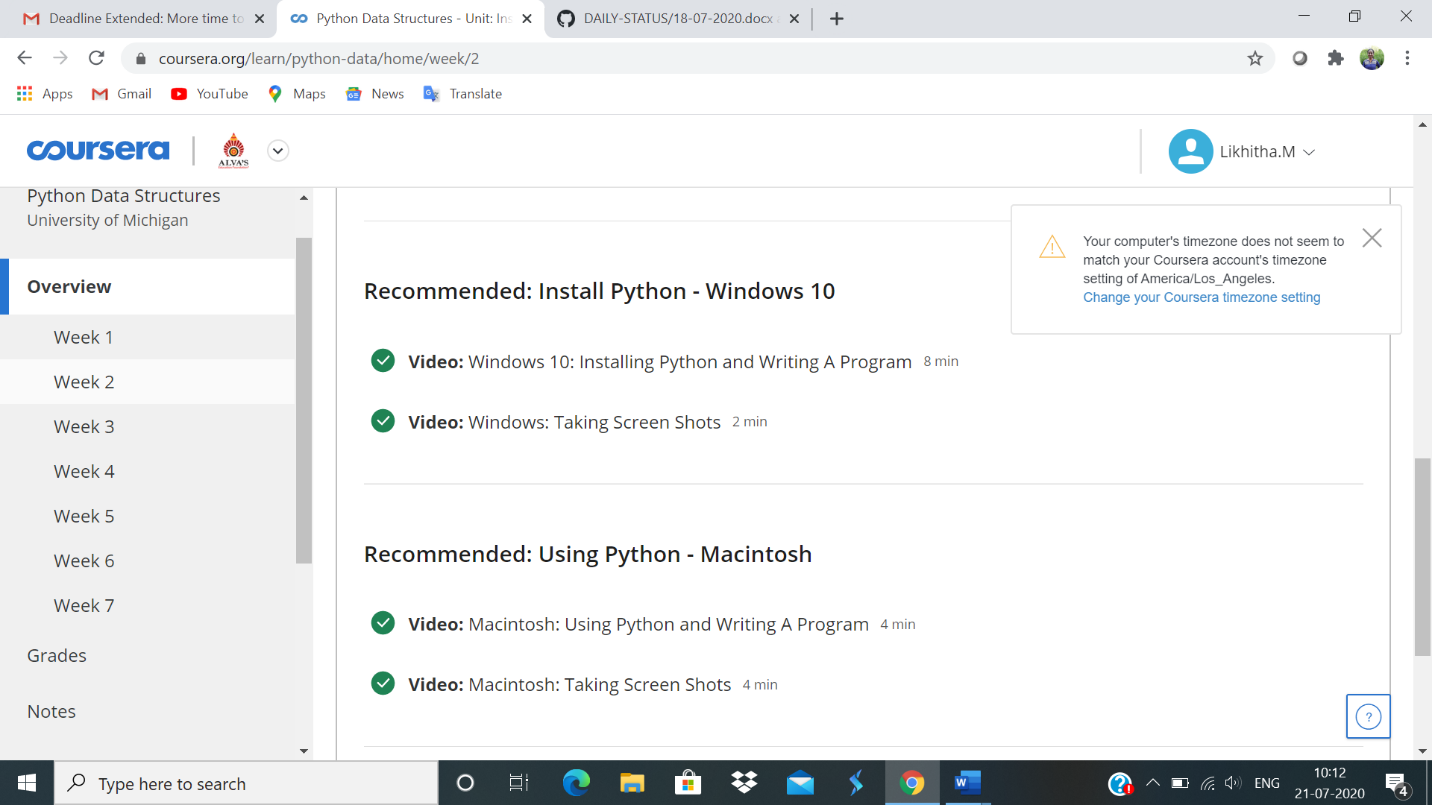 Deadline Extended: More time to
Python Data Structures - Unit: Ins
DAILY-STATUS/18-07-2020.docx
coursera.org/learn/python-data/home/week/2
Apps
Gmail
YouTube
Maps
News
Translate
coursera
ALVA'S
Likhitha.M
Python Data Structures
University of Michigan
Overview
Week 1
Week 2
Week 3
Week 4
Week 5
Week 6
Week 7
Grades
Notes
Your computer's timezone does not seem to
match your Coursera account's timezone
setting of America/Los_Angeles.
Change your Coursera timezone setting
Recommended: Install Python - Windows 10
Video: Windows 10: Installing Python and Writing A Program 8 min
Video: Windows: Taking Screen Shots 2 min
Recommended: Using Python - Macintosh
Video: Macintosh: Using Python and Writing A Program 4 min
Video: Macintosh: Taking Screen Shots 4 min
?
Type here to search
ENG
10:12
21-07-2020
4